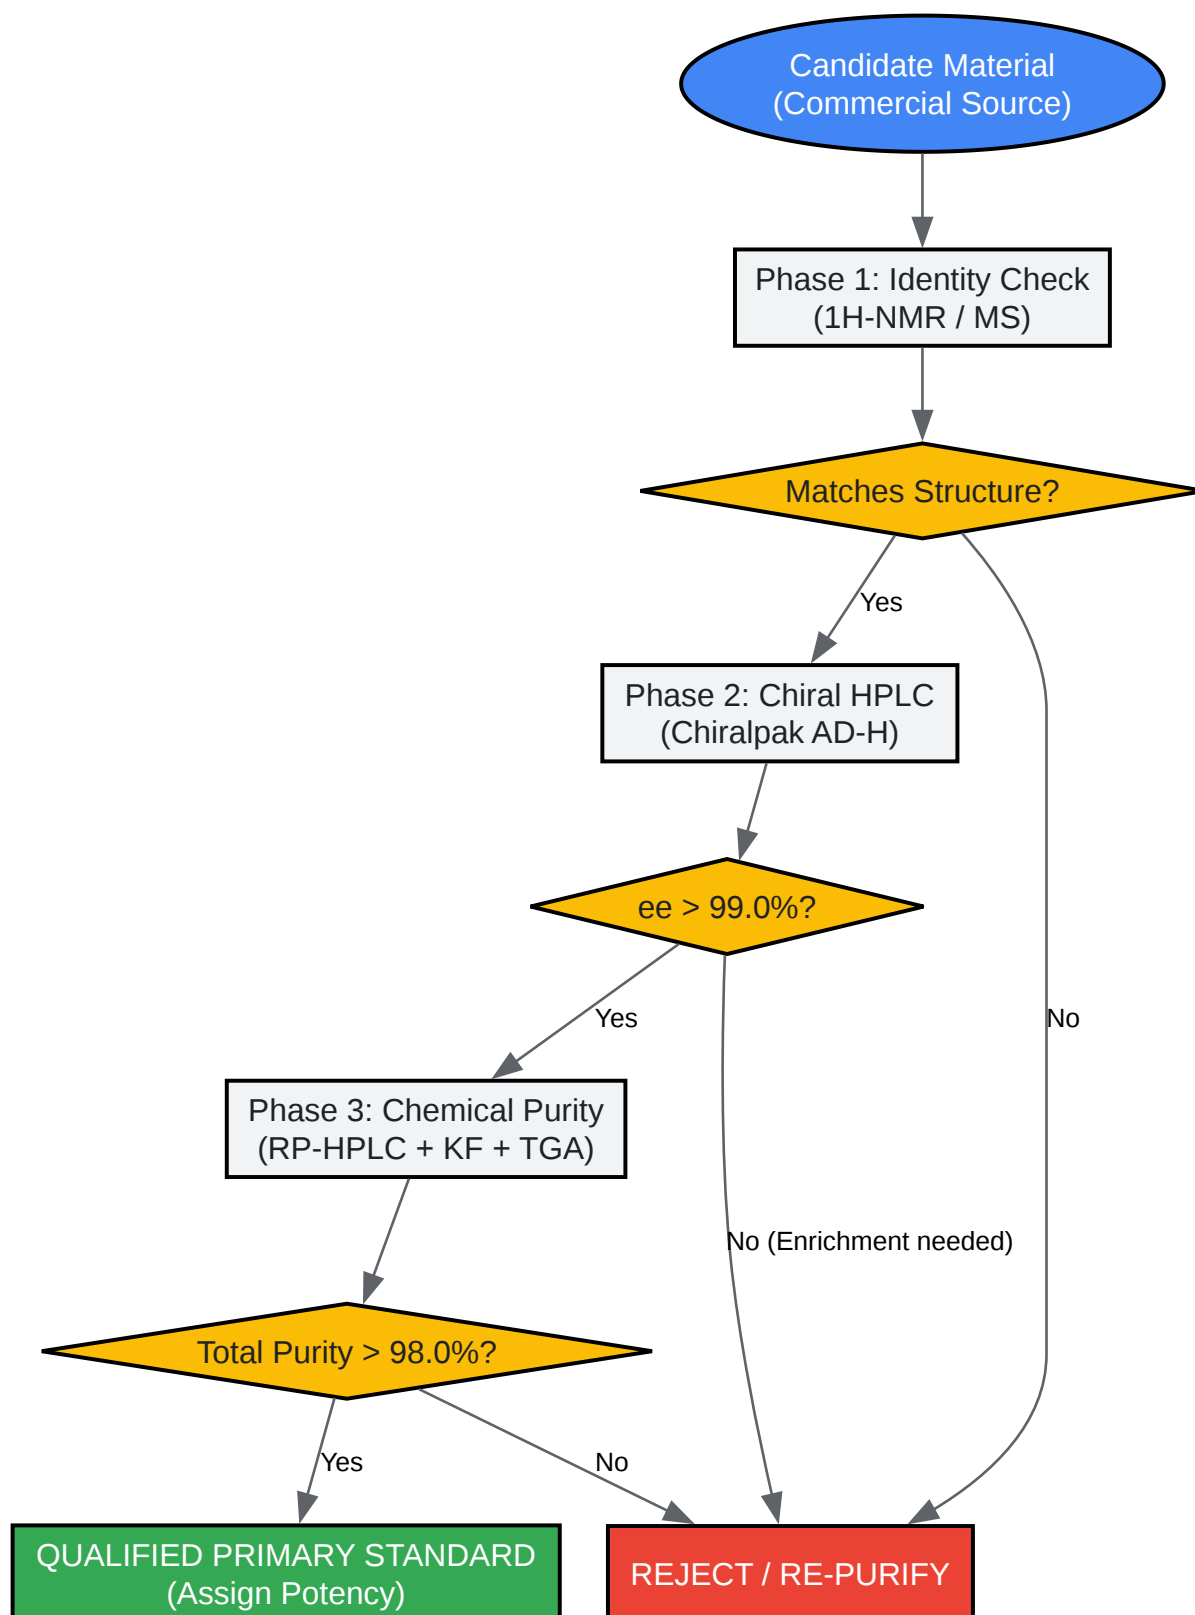 Candidate Material
(Commercial Source)
Phase 1: Identity Check
(1H-NMR / MS)
Matches Structure?
Yes
Phase 2: Chiral HPLC
(Chiralpak AD-H)
ee > 99.0%?
Yes
No
Phase 3: Chemical Purity
(RP-HPLC + KF + TGA)
No (Enrichment needed)
Total Purity > 98.0%?
Yes
No
QUALIFIED PRIMARY STANDARD
(Assign Potency)
REJECT / RE-PURIFY